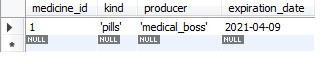 medicine_id kind producer expiration_date
1 'pills' 'medical_boss' 2021-04-09
NULL NULL NULL NULL